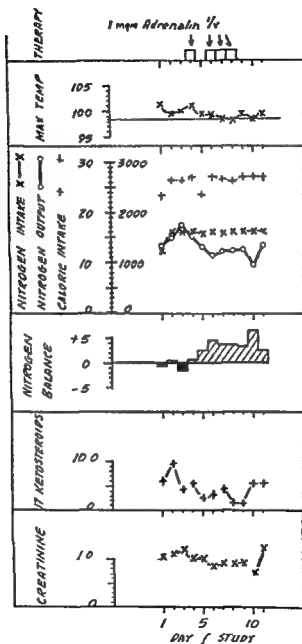 1 mgm Adrenalin
THERAPY
MAX TEMP
105
100
95
NITROGEN INTAKE x—x
NITROGEN OUTPUT o—o
CALORIC INTAKE + +
30 3000
20 2000
10 1000
0 0
NITROGEN BALANCE
+5
0
-5
17 KETOSTEROIDS
10 0
CREATININE
1 0
0
1 5 10
DAY OF STUDY